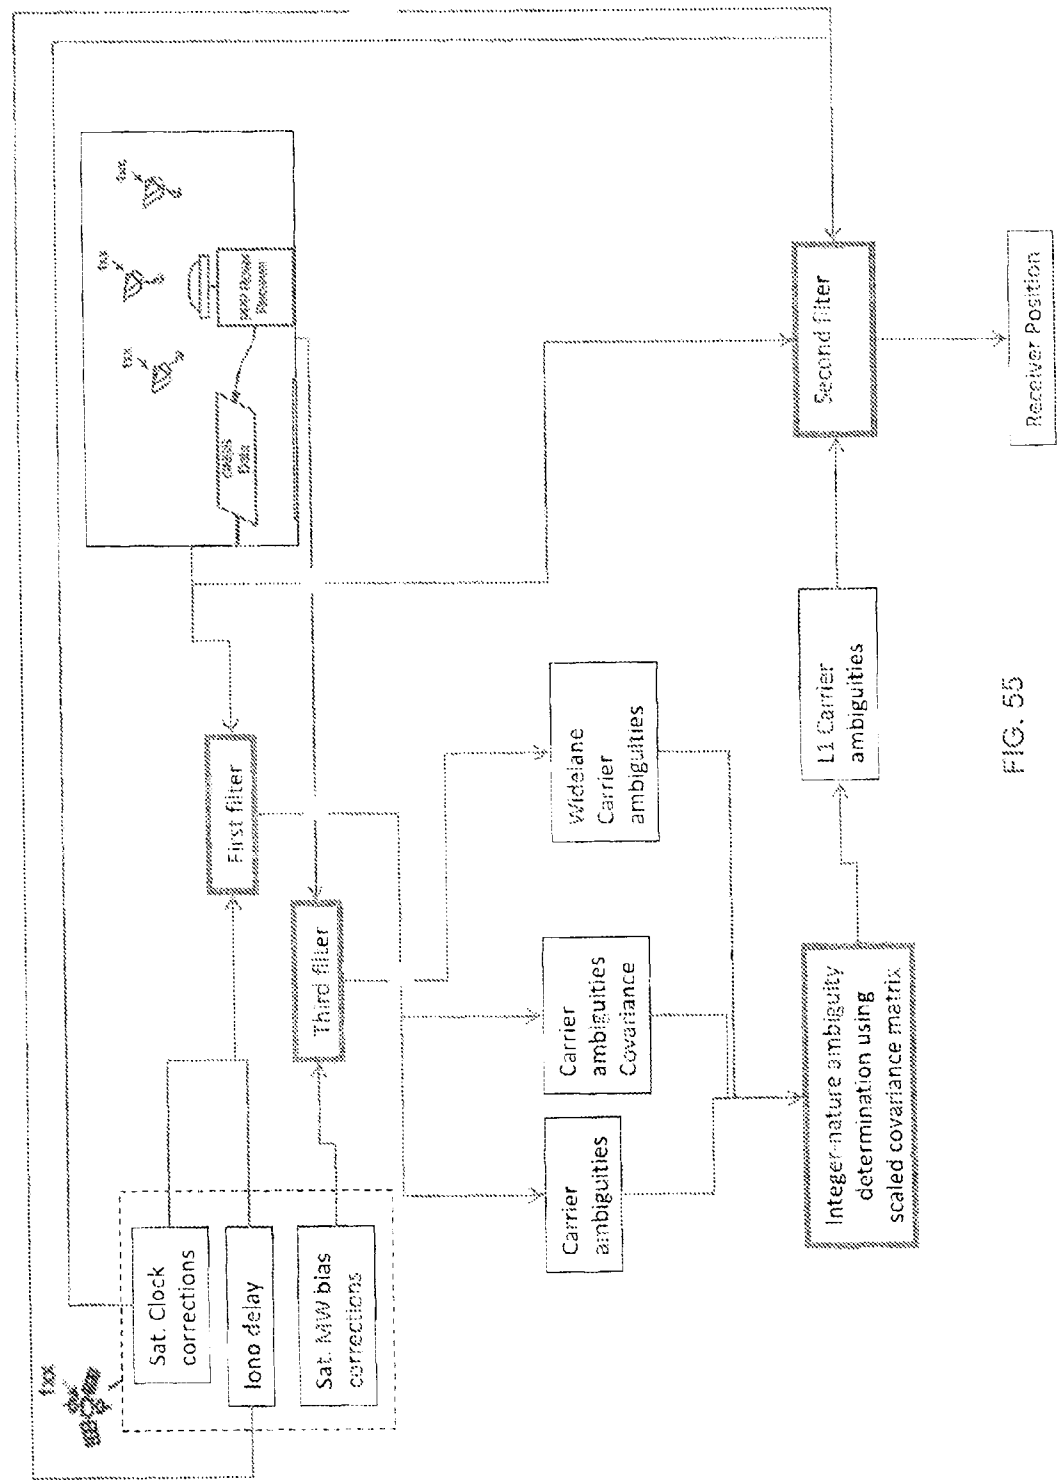 Sat. Clock
corrections
Iono delay
Sat. MW bias
corrections
First filter
Third filter
GNSS
Data
Carrier
ambiguities
Carrier
ambiguities
Covariance
Widelane
Carrier
ambiguities
Integer-nature ambiguity
determination using
scaled covariance matrix
L1 Carrier
ambiguities
Second filter
Receiver Position
FIG. 55